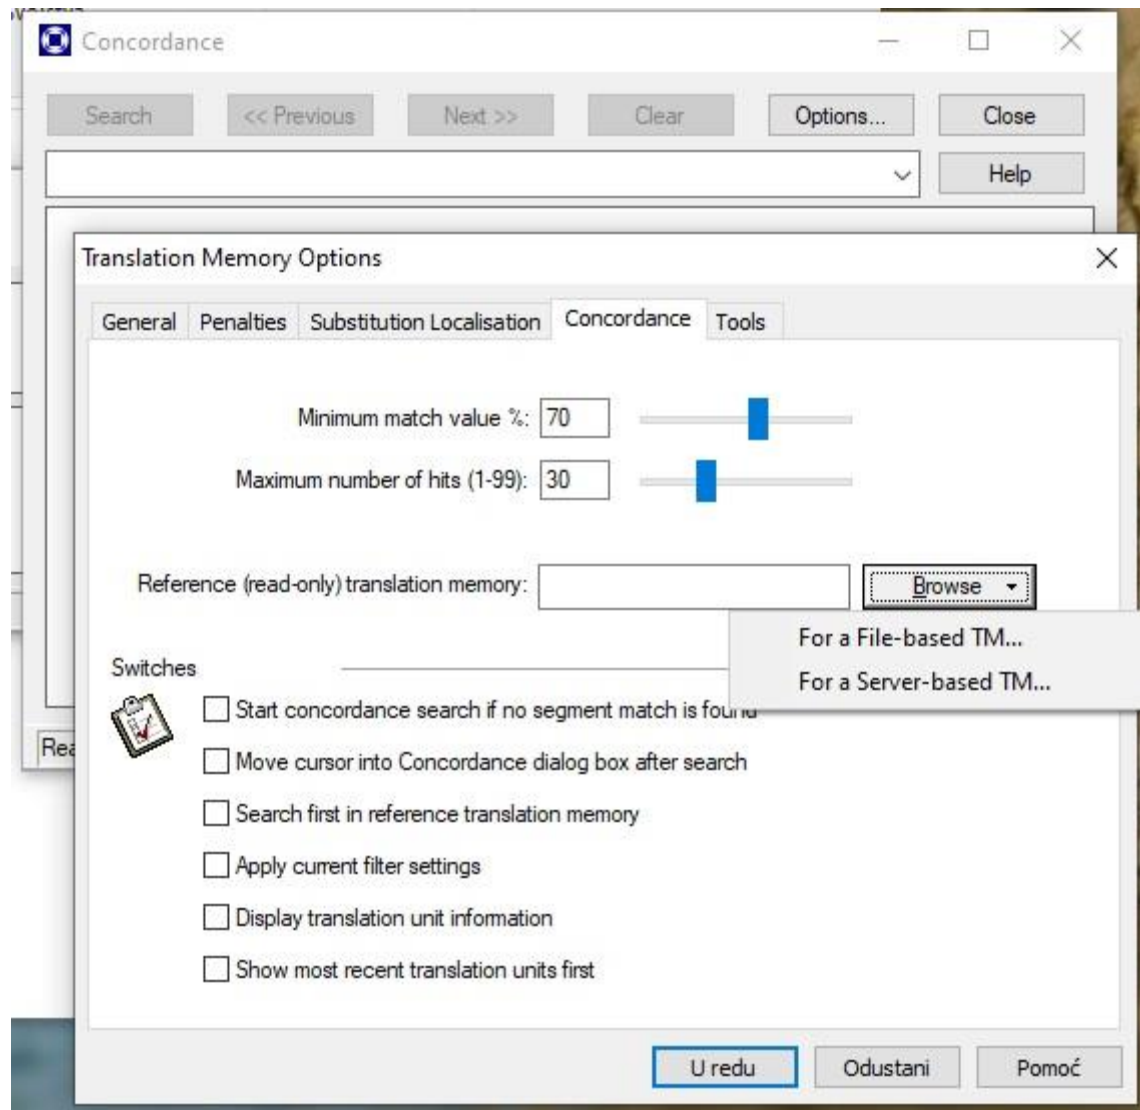 Concordance
Search << Previous Next >> Clear Options... Close
Help
Translation Memory Options
General Penalties Substitution Localisation Concordance Tools
Minimum match value %: 70
Maximum number of hits (1-99): 30
Reference (read-only) translation memory: Browse
For a File-based TM...
For a Server-based TM...
Switches
Start concordance search if no segment match is found
Move cursor into Concordance dialog box after search
Search first in reference translation memory
Apply current filter settings
Display translation unit information
Show most recent translation units first
U redu Odustani Pomoć